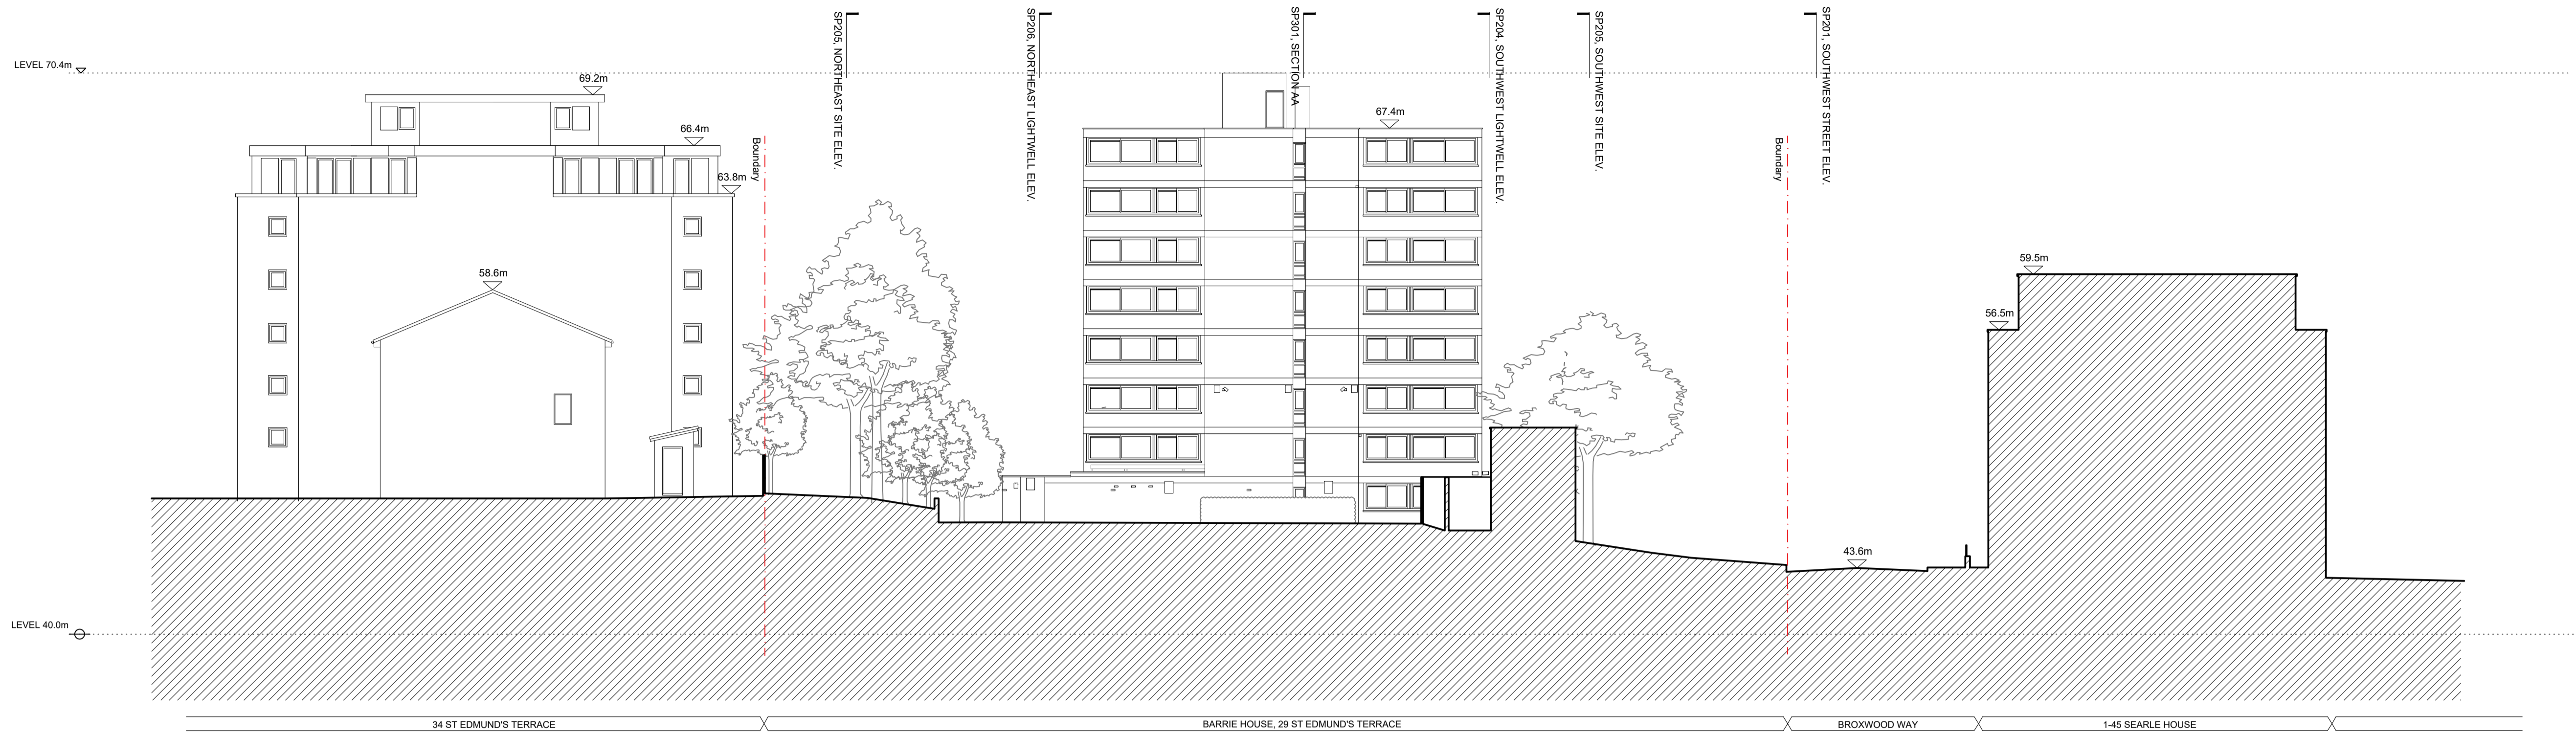 SP205, NORTHEAST SITE ELEV.
SP206, NORTHEAST LIGHTWELL ELEV.
SP301, SECTION AA
SP204, SOUTHWEST LIGHTWELL ELEV.
SP205, SOUTHWEST SITE ELEV.
SP201, SOUTHWEST STREET ELEV.
LEVEL 70.4m
69.2m
67.4m
66.4m
Boundary
Boundary
63.8m
59.5m
58.6m
56.5m
43.6m
LEVEL 40.0m
34 ST EDMUND'S TERRACE
BARRIE HOUSE, 29 ST EDMUND'S TERRACE
BROXWOOD WAY
1-45 SEARLE HOUSE